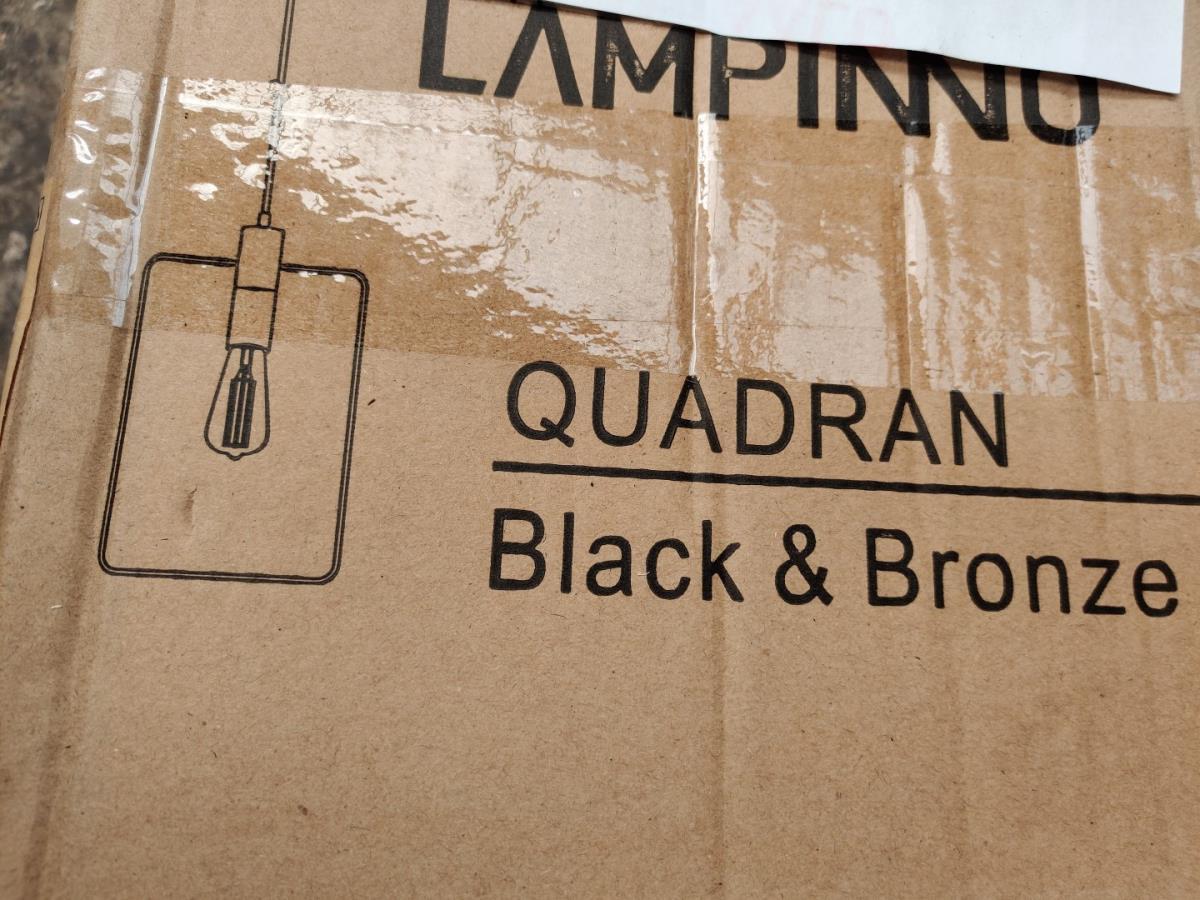 LAMPINNO
QUADRAN
Black & Bronze